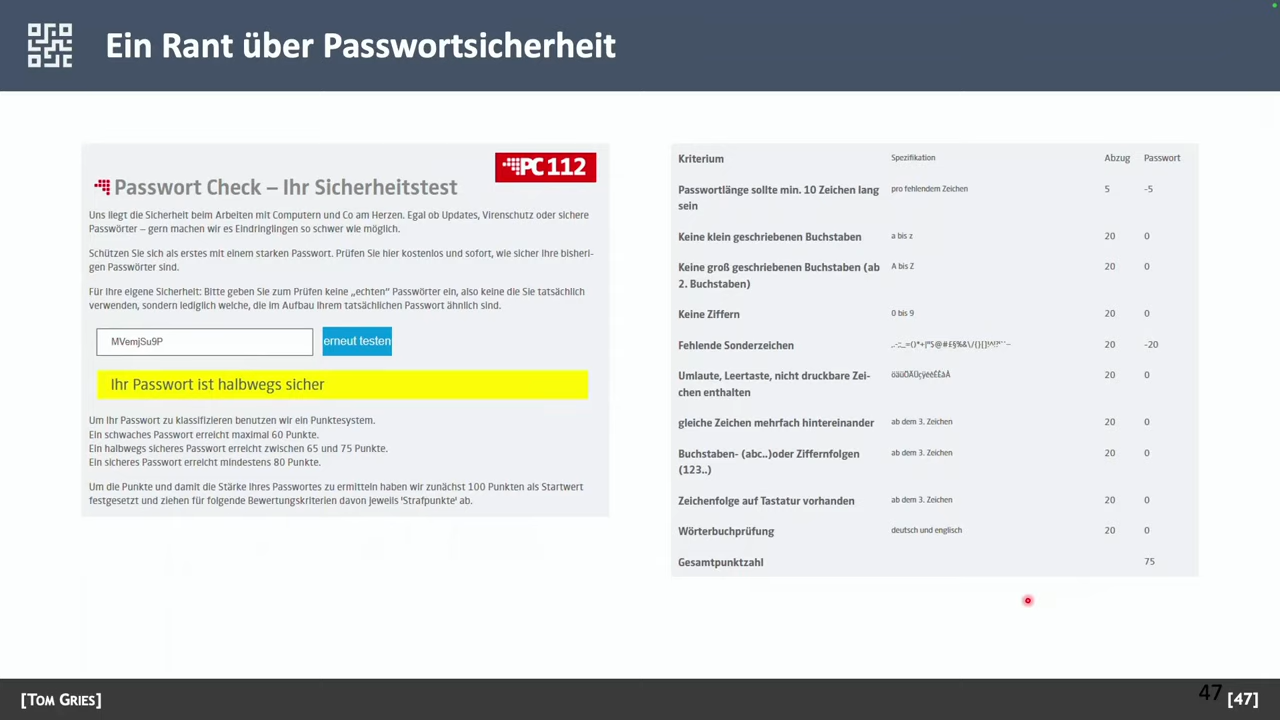 Ein Rant über Passwortsicherheit
PC 112
Passwort Check – Ihr Sicherheitstest
Uns liegt die Sicherheit beim Arbeiten mit Computern und Co am Herzen. Egal ob Updates, Virenschutz oder sichere
Passwörter – gern machen wir es Eindringlingen so schwer wie möglich.
Schützen Sie sich als erstes mit einem starken Passwort. Prüfen Sie hier kostenlos und sofort, wie sicher Ihre bisheri-
gen Passwörter sind.
Für Ihre eigene Sicherheit: Bitte geben Sie zum Prüfen keine „echten“ Passwörter ein, also keine die Sie tatsächlich
verwenden, sondern lediglich welche, die im Aufbau Ihrem tatsächlichen Passwort ähnlich sind.
MVemjSu9P erneut testen
Ihr Passwort ist halbwegs sicher
Um Ihr Passwort zu klassifizieren benutzen wir ein Punktesystem.
Ein schwaches Passwort erreicht maximal 60 Punkte.
Ein halbwegs sicheres Passwort erreicht zwischen 65 und 75 Punkte.
Ein sicheres Passwort erreicht mindestens 80 Punkte.
Um die Punkte und damit die Stärke Ihres Passwortes zu ermitteln haben wir zunächst 100 Punkten als Startwert
festgesetzt und ziehen für folgende Bewertungskriterien davon jeweils 'Strafpunkte' ab.
Kriterium Spezifikation Abzug Passwort
Passwortlänge sollte min. 10 Zeichen lang pro fehlendem Zeichen 5 -5
sein
Keine klein geschriebenen Buchstaben a bis z 20 0
Keine groß geschriebenen Buchstaben (ab A bis Z 20 0
2. Buchstaben)
Keine Ziffern 0 bis 9 20 0
Fehlende Sonderzeichen 20 -20
Umlaute, Leertaste, nicht druckbare Zei- 20 0
chen enthalten
gleiche Zeichen mehrfach hintereinander ab dem 3. Zeichen 20 0
Buchstaben- (abc..)oder Ziffernfolgen ab dem 3. Zeichen 20 0
(123..)
Zeichenfolge auf Tastatur vorhanden ab dem 3. Zeichen 20 0
Wörterbuchprüfung deutsch und englisch 20 0
Gesamtpunktzahl 75
[Tom Gries] 47 [47]